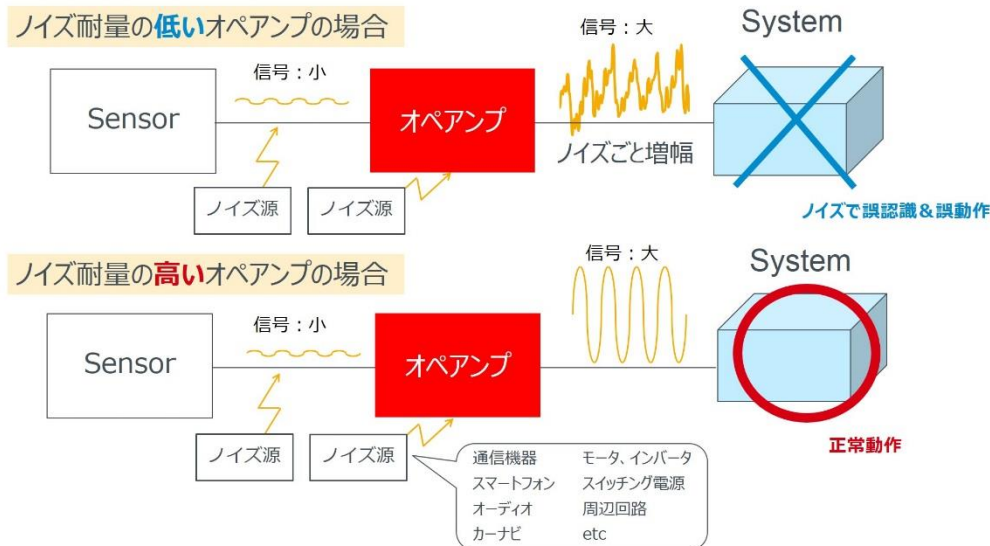 ノイズ耐量の低いオペアンプの場合
信号：大
System
信号：小
Sensor
オペアンプ
ノイズごと増幅
ノイズ源
ノイズ源
ノイズで誤認識＆誤動作
ノイズ耐量の高いオペアンプの場合
信号：大
System
信号：小
Sensor
オペアンプ
正常動作
ノイズ源
ノイズ源
通信機器 モータ、インバータ
スマートフォン スイッチング電源
オーディオ 周辺回路
カーナビ etc